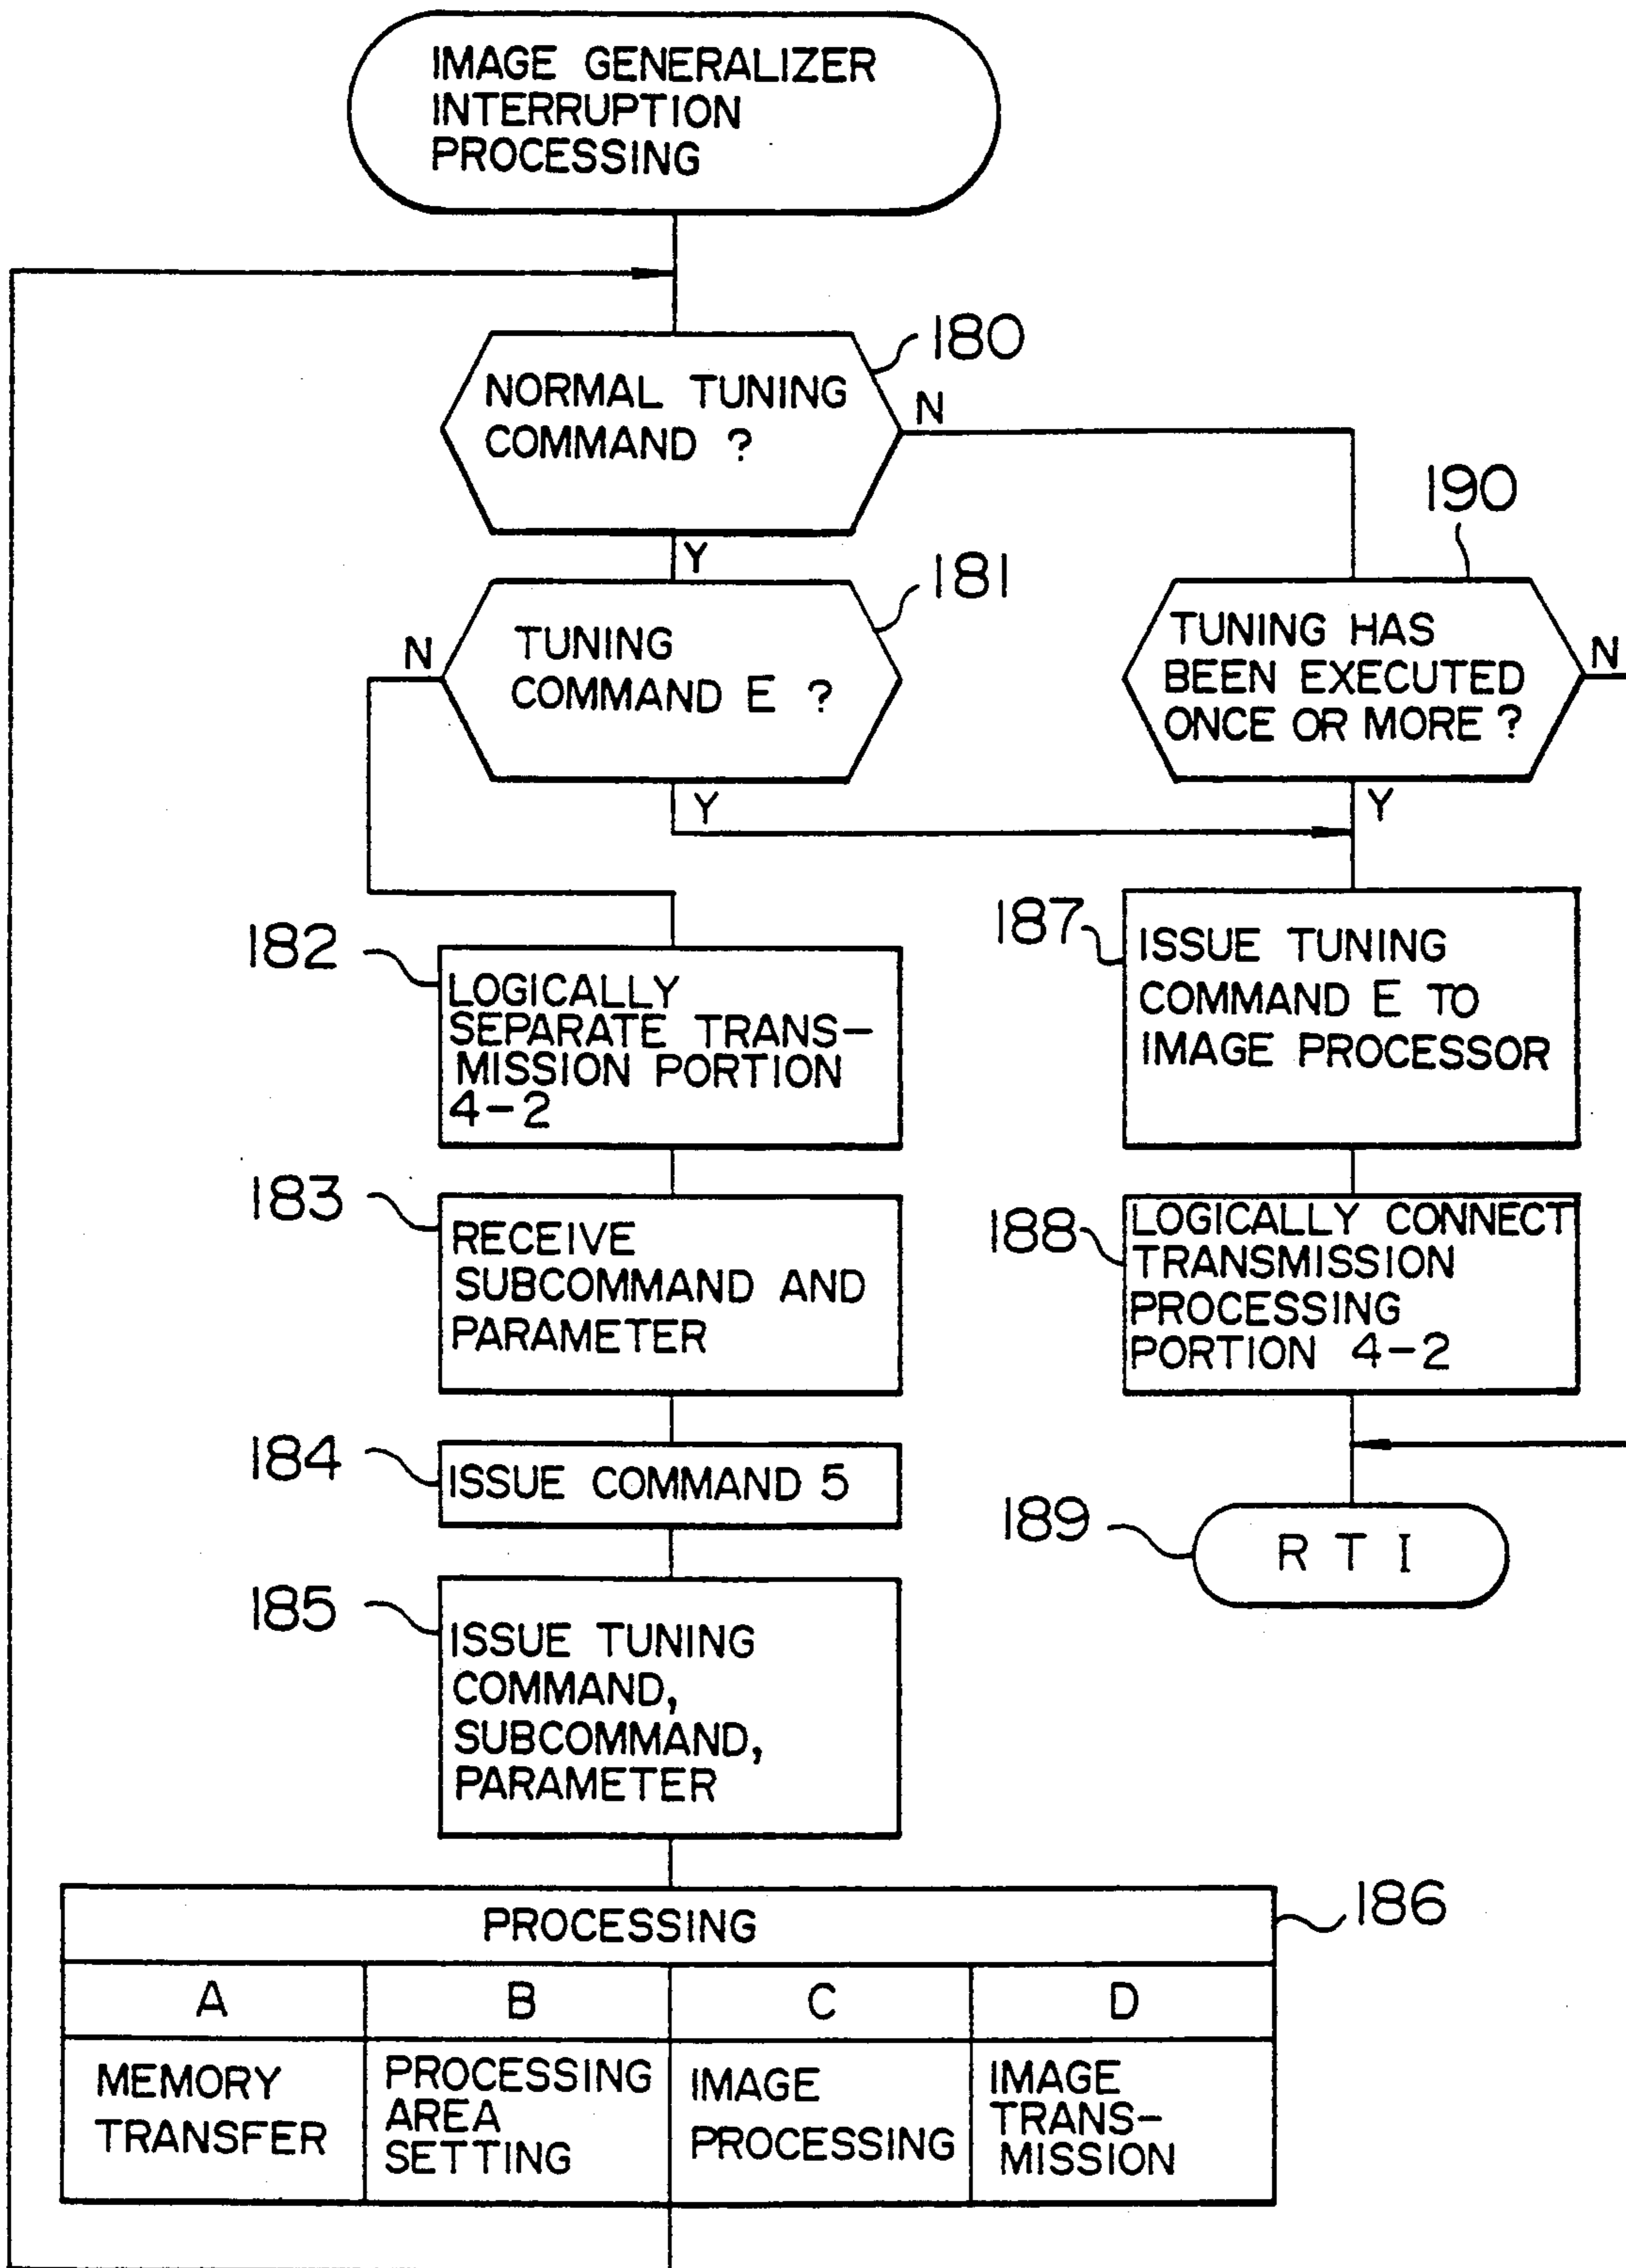 IMAGE GENERALIZER
INTERRUPTION
PROCESSING
180
NORMAL TUNING
COMMAND ?
N
Y
190
181
TUNING
COMMAND E ?
N
Y
TUNING HAS
BEEN EXECUTED
ONCE OR MORE ?
N
Y
182
LOGICALLY
SEPARATE TRANS-
MISSION PORTION
4-2
187
ISSUE TUNING
COMMAND E TO
IMAGE PROCESSOR
183
RECEIVE
SUBCOMMAND AND
PARAMETER
188
LOGICALLY CONNECT
TRANSMISSION
PROCESSING
PORTION 4-2
184
ISSUE COMMAND 5
189
R T I
185
ISSUE TUNING
COMMAND,
SUBCOMMAND,
PARAMETER
186
PROCESSING
A
B
C
D
MEMORY
TRANSFER
PROCESSING
AREA
SETTING
IMAGE
PROCESSING
IMAGE
TRANS-
MISSION